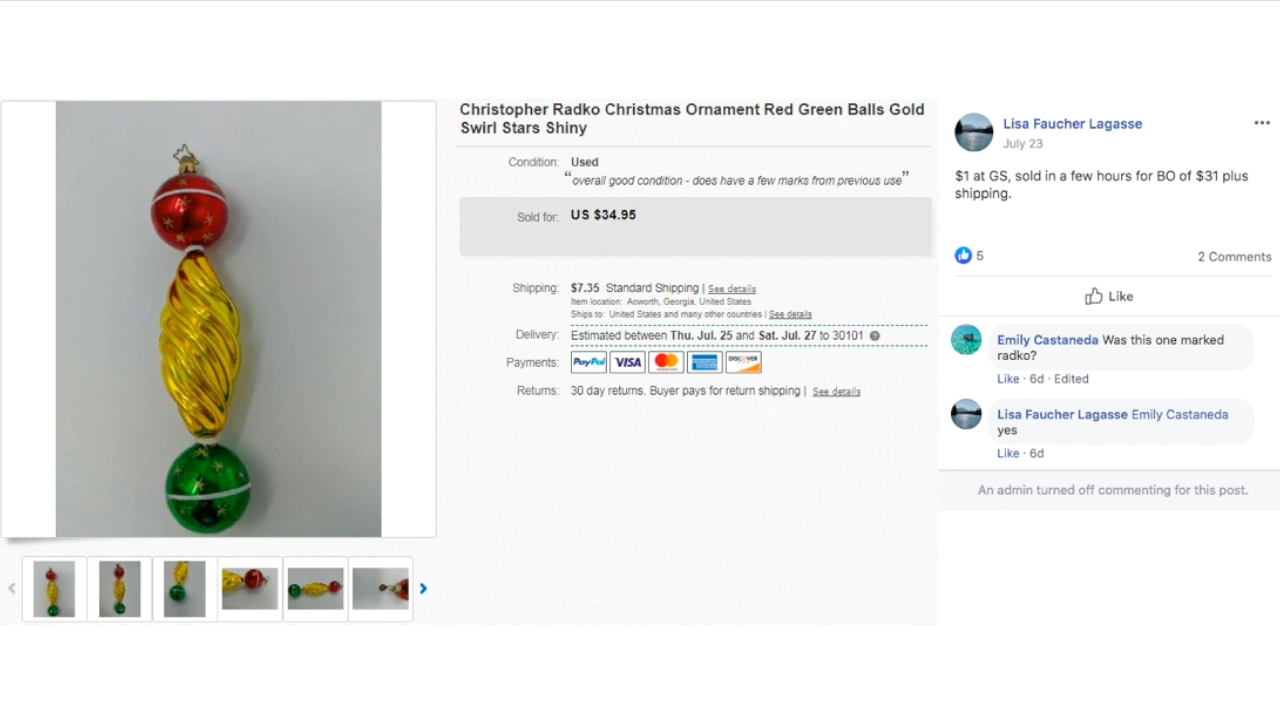 Christopher Radko Christmas Ornament Red Green Balls Gold
Swirl Stars Shiny
Condition: Used
“overall good condition - does have a few marks from previous use”
Sold for: US $34.95
Shipping: $7.35 Standard Shipping | See details
Item location: Acworth, Georgia, United States
Ships to: United States and many other countries | See details
Delivery: Estimated between Thu. Jul. 25 and Sat. Jul. 27 to 30101 ?
Payments: PayPal VISA MasterCard AMERICAN EXPRESS DISCOVER
Returns: 30 day returns. Buyer pays for return shipping | See details
Lisa Faucher Lagasse
July 23
$1 at GS, sold in a few hours for BO of $31 plus
shipping.
5
2 Comments
Like
Emily Castaneda Was this one marked
radko?
Like · 6d · Edited
Lisa Faucher Lagasse Emily Castaneda
yes
Like · 6d
An admin turned off commenting for this post.